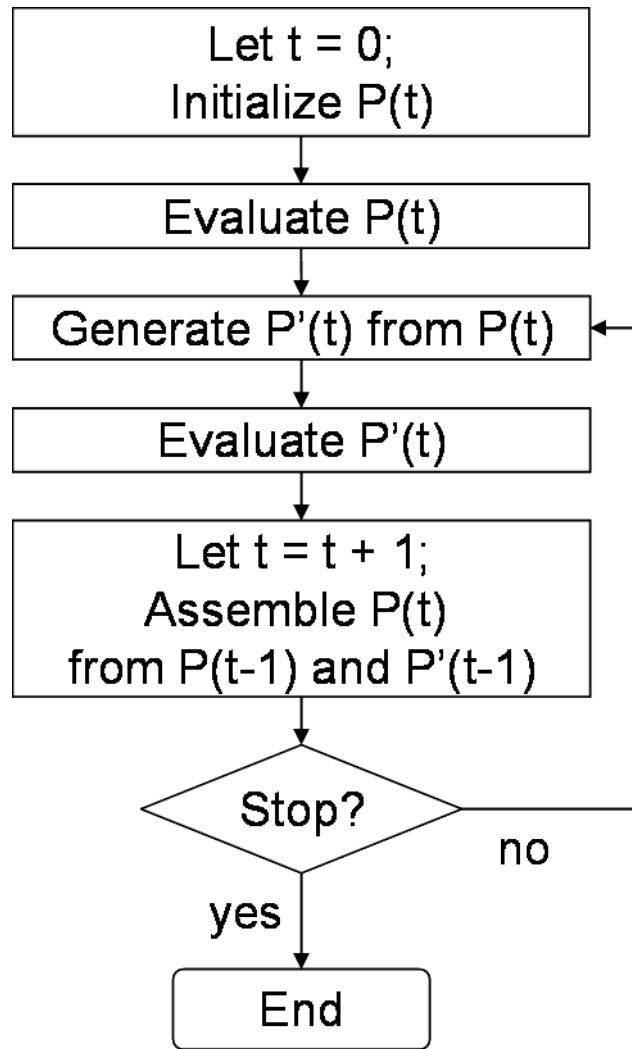 Let t = 0;
Initialize P(t)
Evaluate P(t)
Generate P’(t) from P(t)
Evaluate P’(t)
Let t = t + 1;
Assemble P(t)
from P(t-1) and P’(t-1)
Stop?
no
yes
End